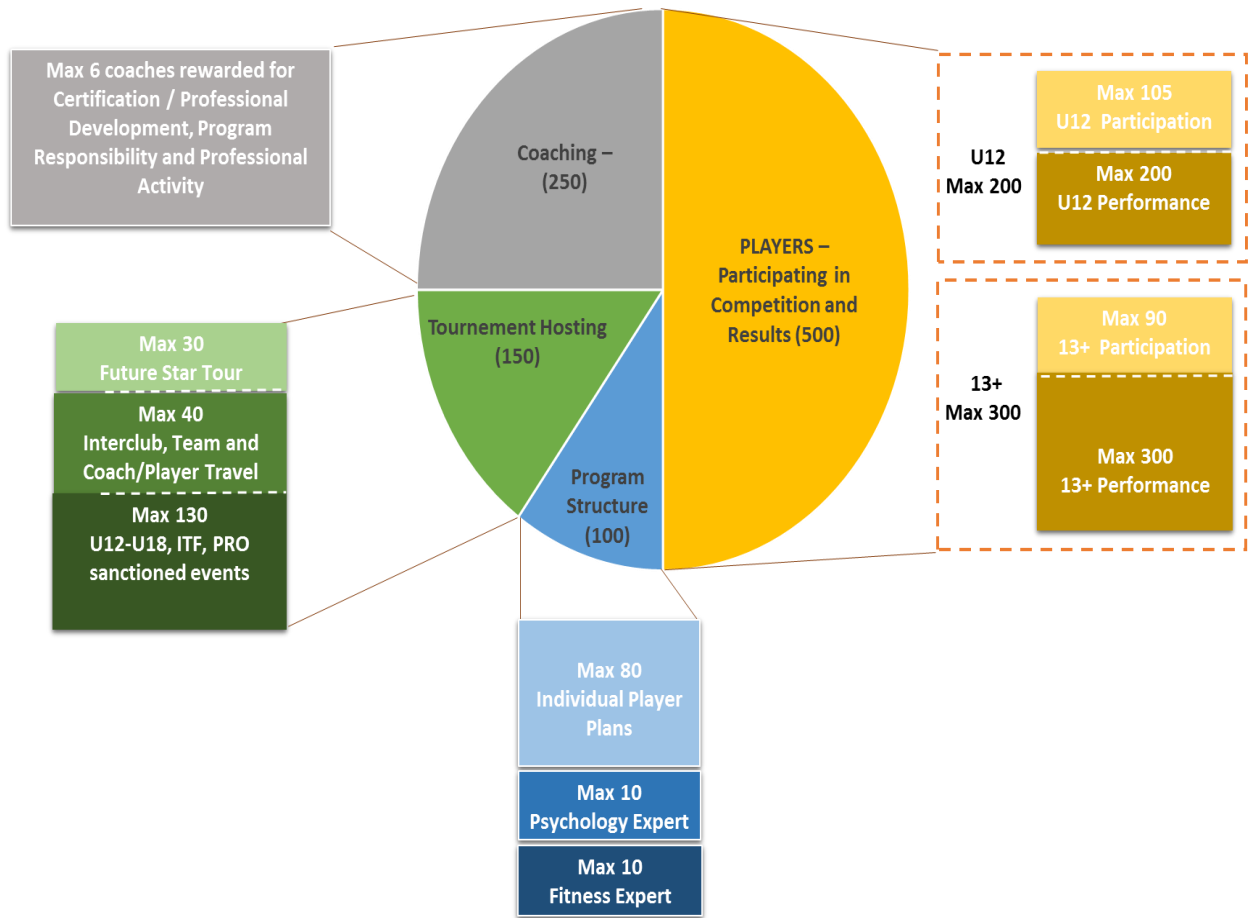 Max 6 coaches rewarded for
Certification / Professional
Development, Program
Responsibility and Professional
Activity
Coaching –
(250)
PLAYERS –
Participating in
Competition and
Results (500)
Tournement Hosting
(150)
Program
Structure
(100)
U12
Max 200
Max 105
U12 Participation
Max 200
U12 Performance
13+
Max 300
Max 90
13+ Participation
Max 300
13+ Performance
Max 30
Future Star Tour
Max 40
Interclub, Team and
Coach/Player Travel
Max 130
U12-U18, ITF, PRO
sanctioned events
Max 80
Individual Player
Plans
Max 10
Psychology Expert
Max 10
Fitness Expert